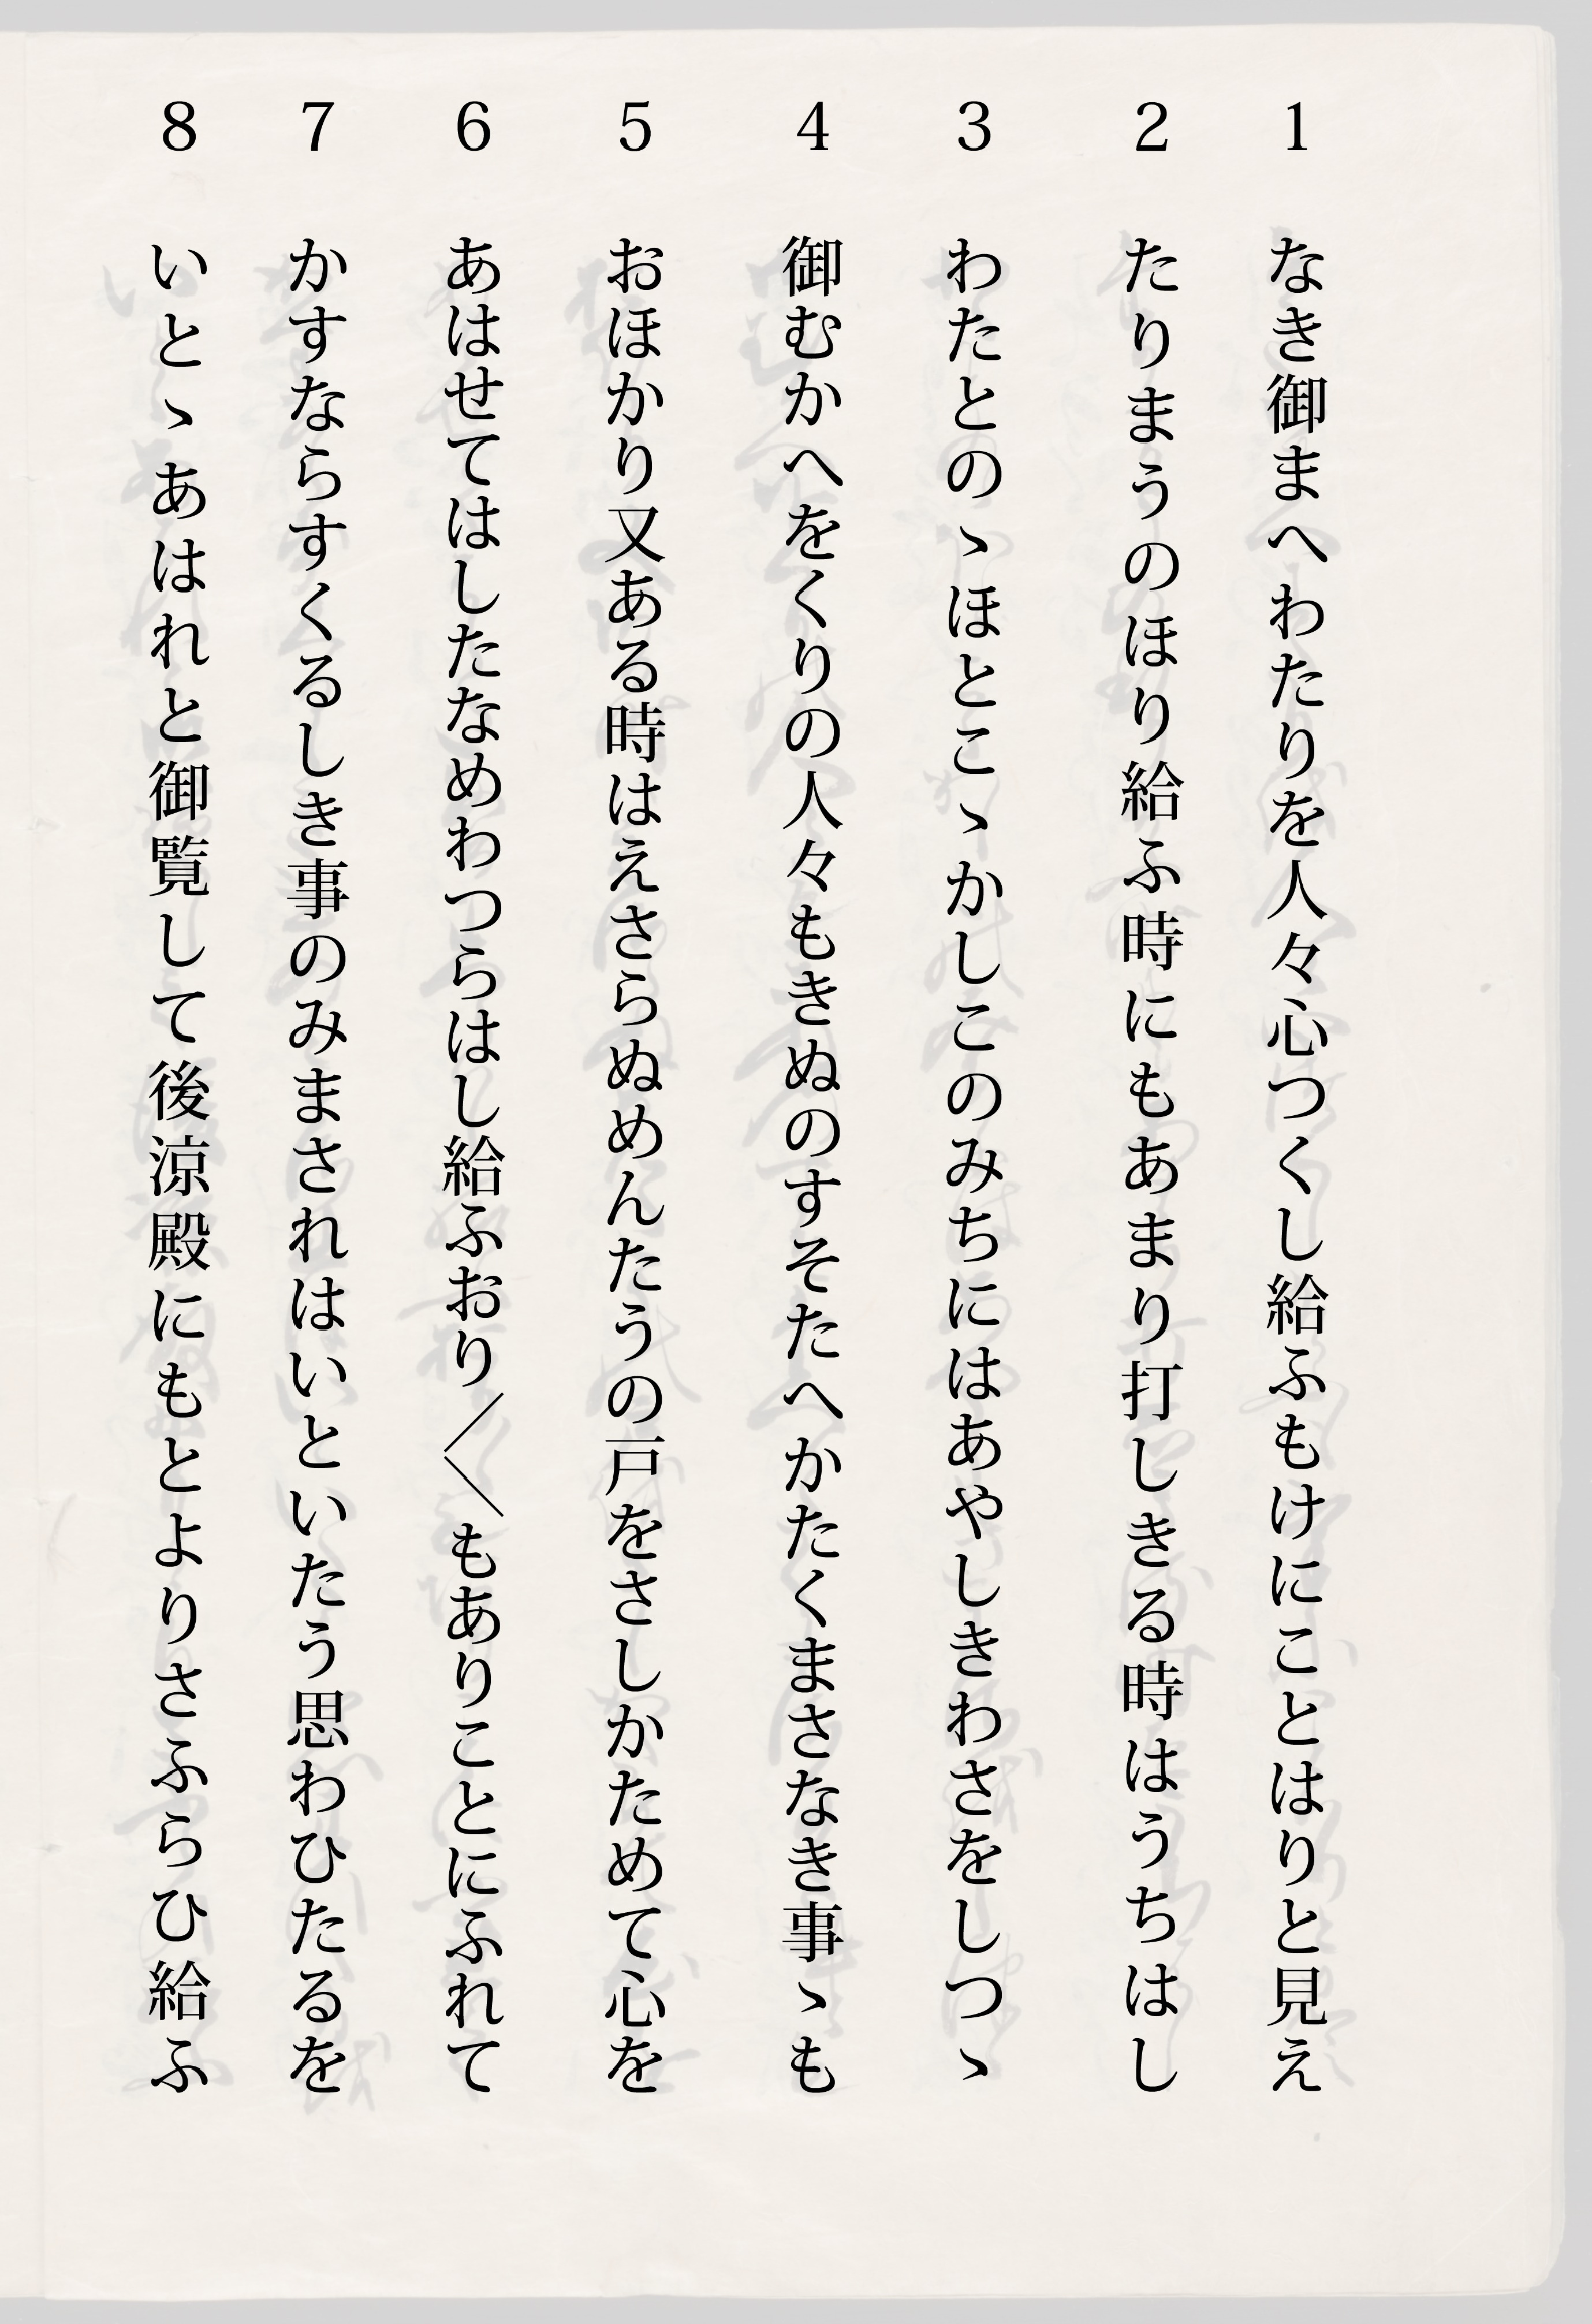 1 なき御まへわたりを人々心つくし給ふもけにことはりと見え
2 たりまうのほり給ふ時にもあまり打しきる時はうちはし
3 わたとのゝほとこゝかしこのみちにはあやしきわさをしつゝ
4 御むかへをくりの人々もきぬのすそたへかたくまさなき事ゝも
5 おほかり又ある時はえさらぬめんたうの戸をさしかためて心を
6 あはせてはしたなめわつらはし給ふおり〳〵もありことにふれて
7 かすならすくるしき事のみまされはいといたう思わひたるを
8 いとゝあはれと御覧して後涼殿にもとよりさふらひ給ふ